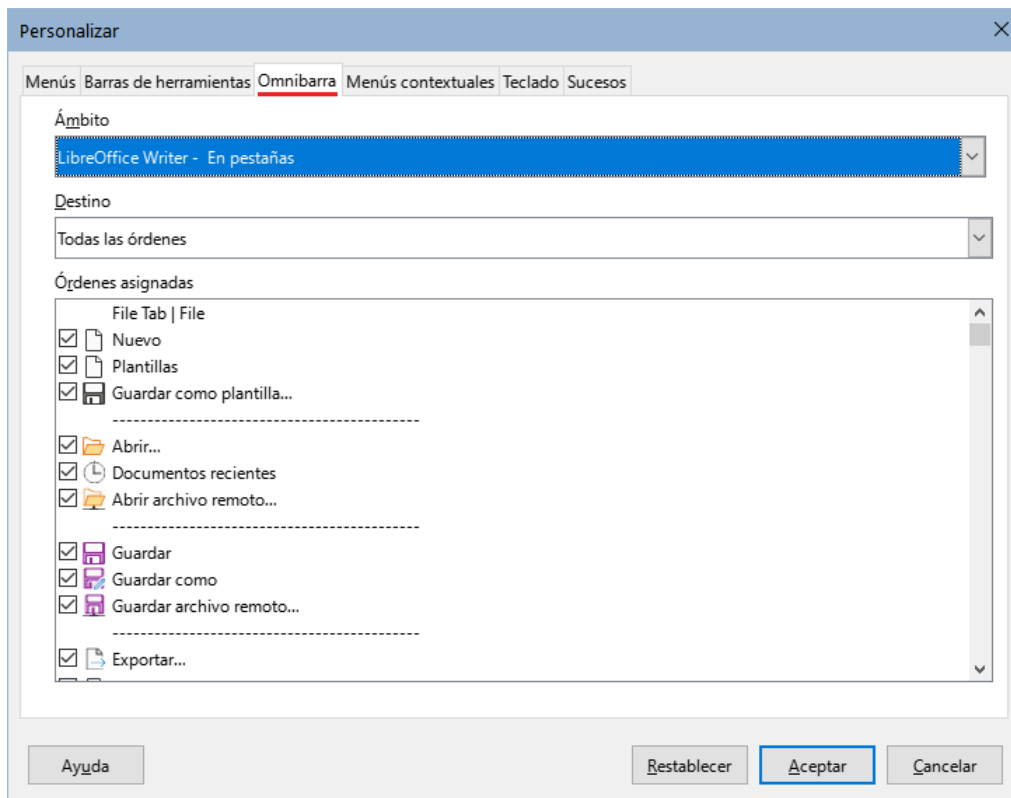 Personalizar
Menús Barras de herramientas Omnibarra Menús contextuales Teclado Sucesos
Ámbito
LibreOffice Writer - En pestañas
Destino
Todas las órdenes
Órdenes asignadas
File Tab | File
Nuevo
Plantillas
Guardar como plantilla...
--------------------------------------------
Abrir...
Documentos recientes
Abrir archivo remoto...
--------------------------------------------
Guardar
Guardar como
Guardar archivo remoto...
--------------------------------------------
Exportar...
Ayuda Restablecer Aceptar Cancelar